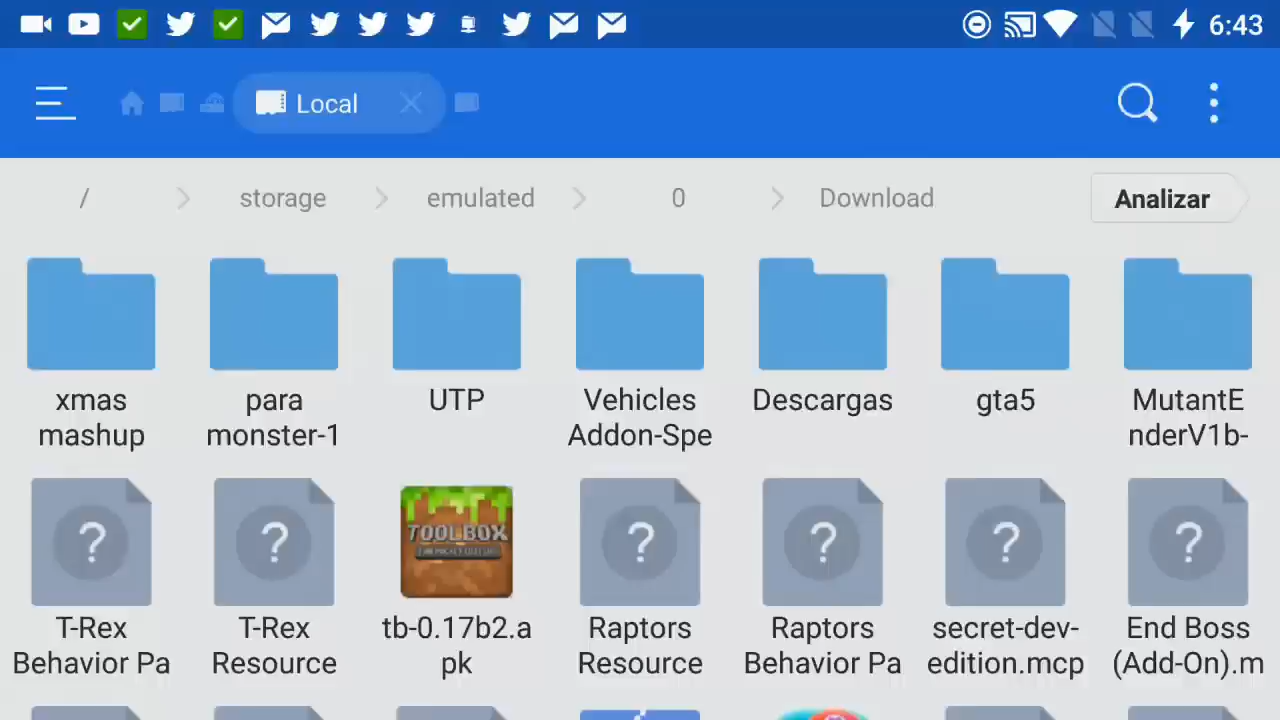 6:43
Local
/
storage
emulated
0
Download
Analizar
xmas
mashup
para
monster-1
UTP
Vehicles
Addon-Spe
Descargas
gta5
MutantE
nderV1b-
TOOLBOX
T-Rex
Behavior Pa
T-Rex
Resource
tb-0.17b2.a
pk
Raptors
Resource
Raptors
Behavior Pa
secret-dev-
edition.mcp
End Boss
(Add-On).m